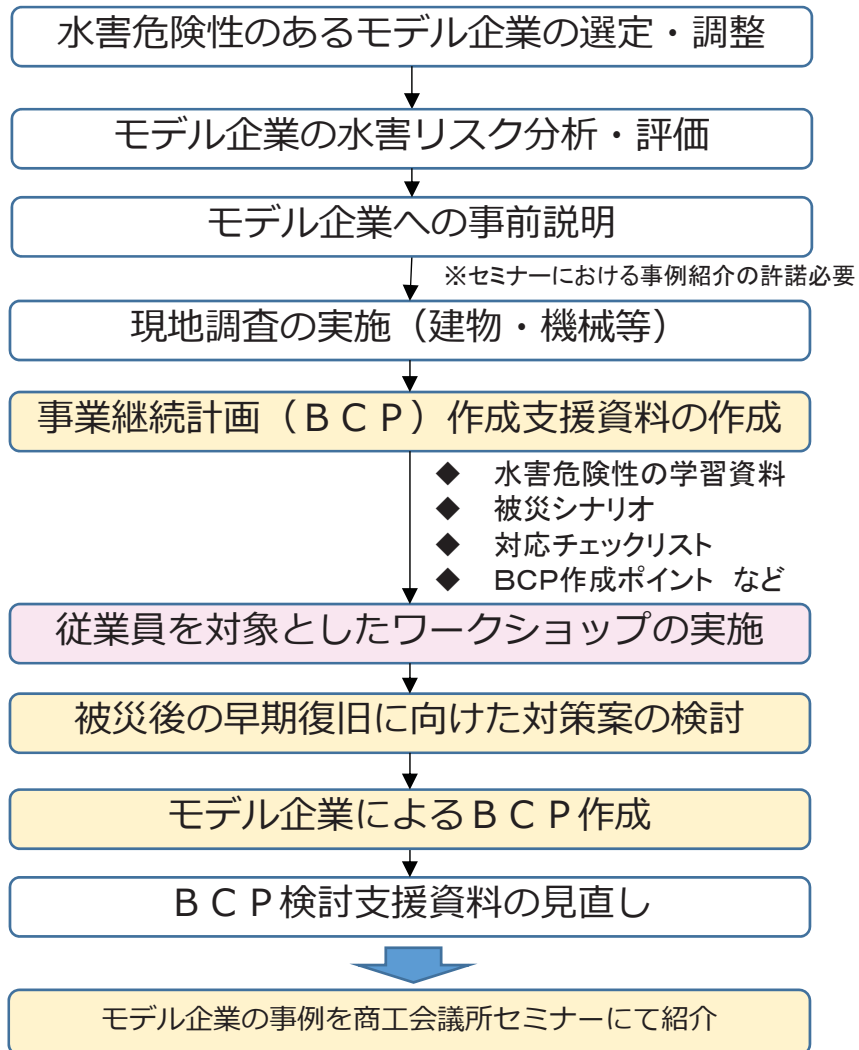 水害危険性のあるモデル企業の選定・調整
モデル企業の水害リスク分析・評価
モデル企業への事前説明
※セミナーにおける事例紹介の許諾必要
現地調査の実施（建物・機械等）
事業継続計画（ＢＣＰ）作成支援資料の作成
◆ 水害危険性の学習資料
◆ 被災シナリオ
◆ 対応チェックリスト
◆ ＢＣＰ作成ポイント など
従業員を対象としたワークショップの実施
被災後の早期復旧に向けた対策案の検討
モデル企業によるＢＣＰ作成
ＢＣＰ検討支援資料の見直し
モデル企業の事例を商工会議所セミナーにて紹介